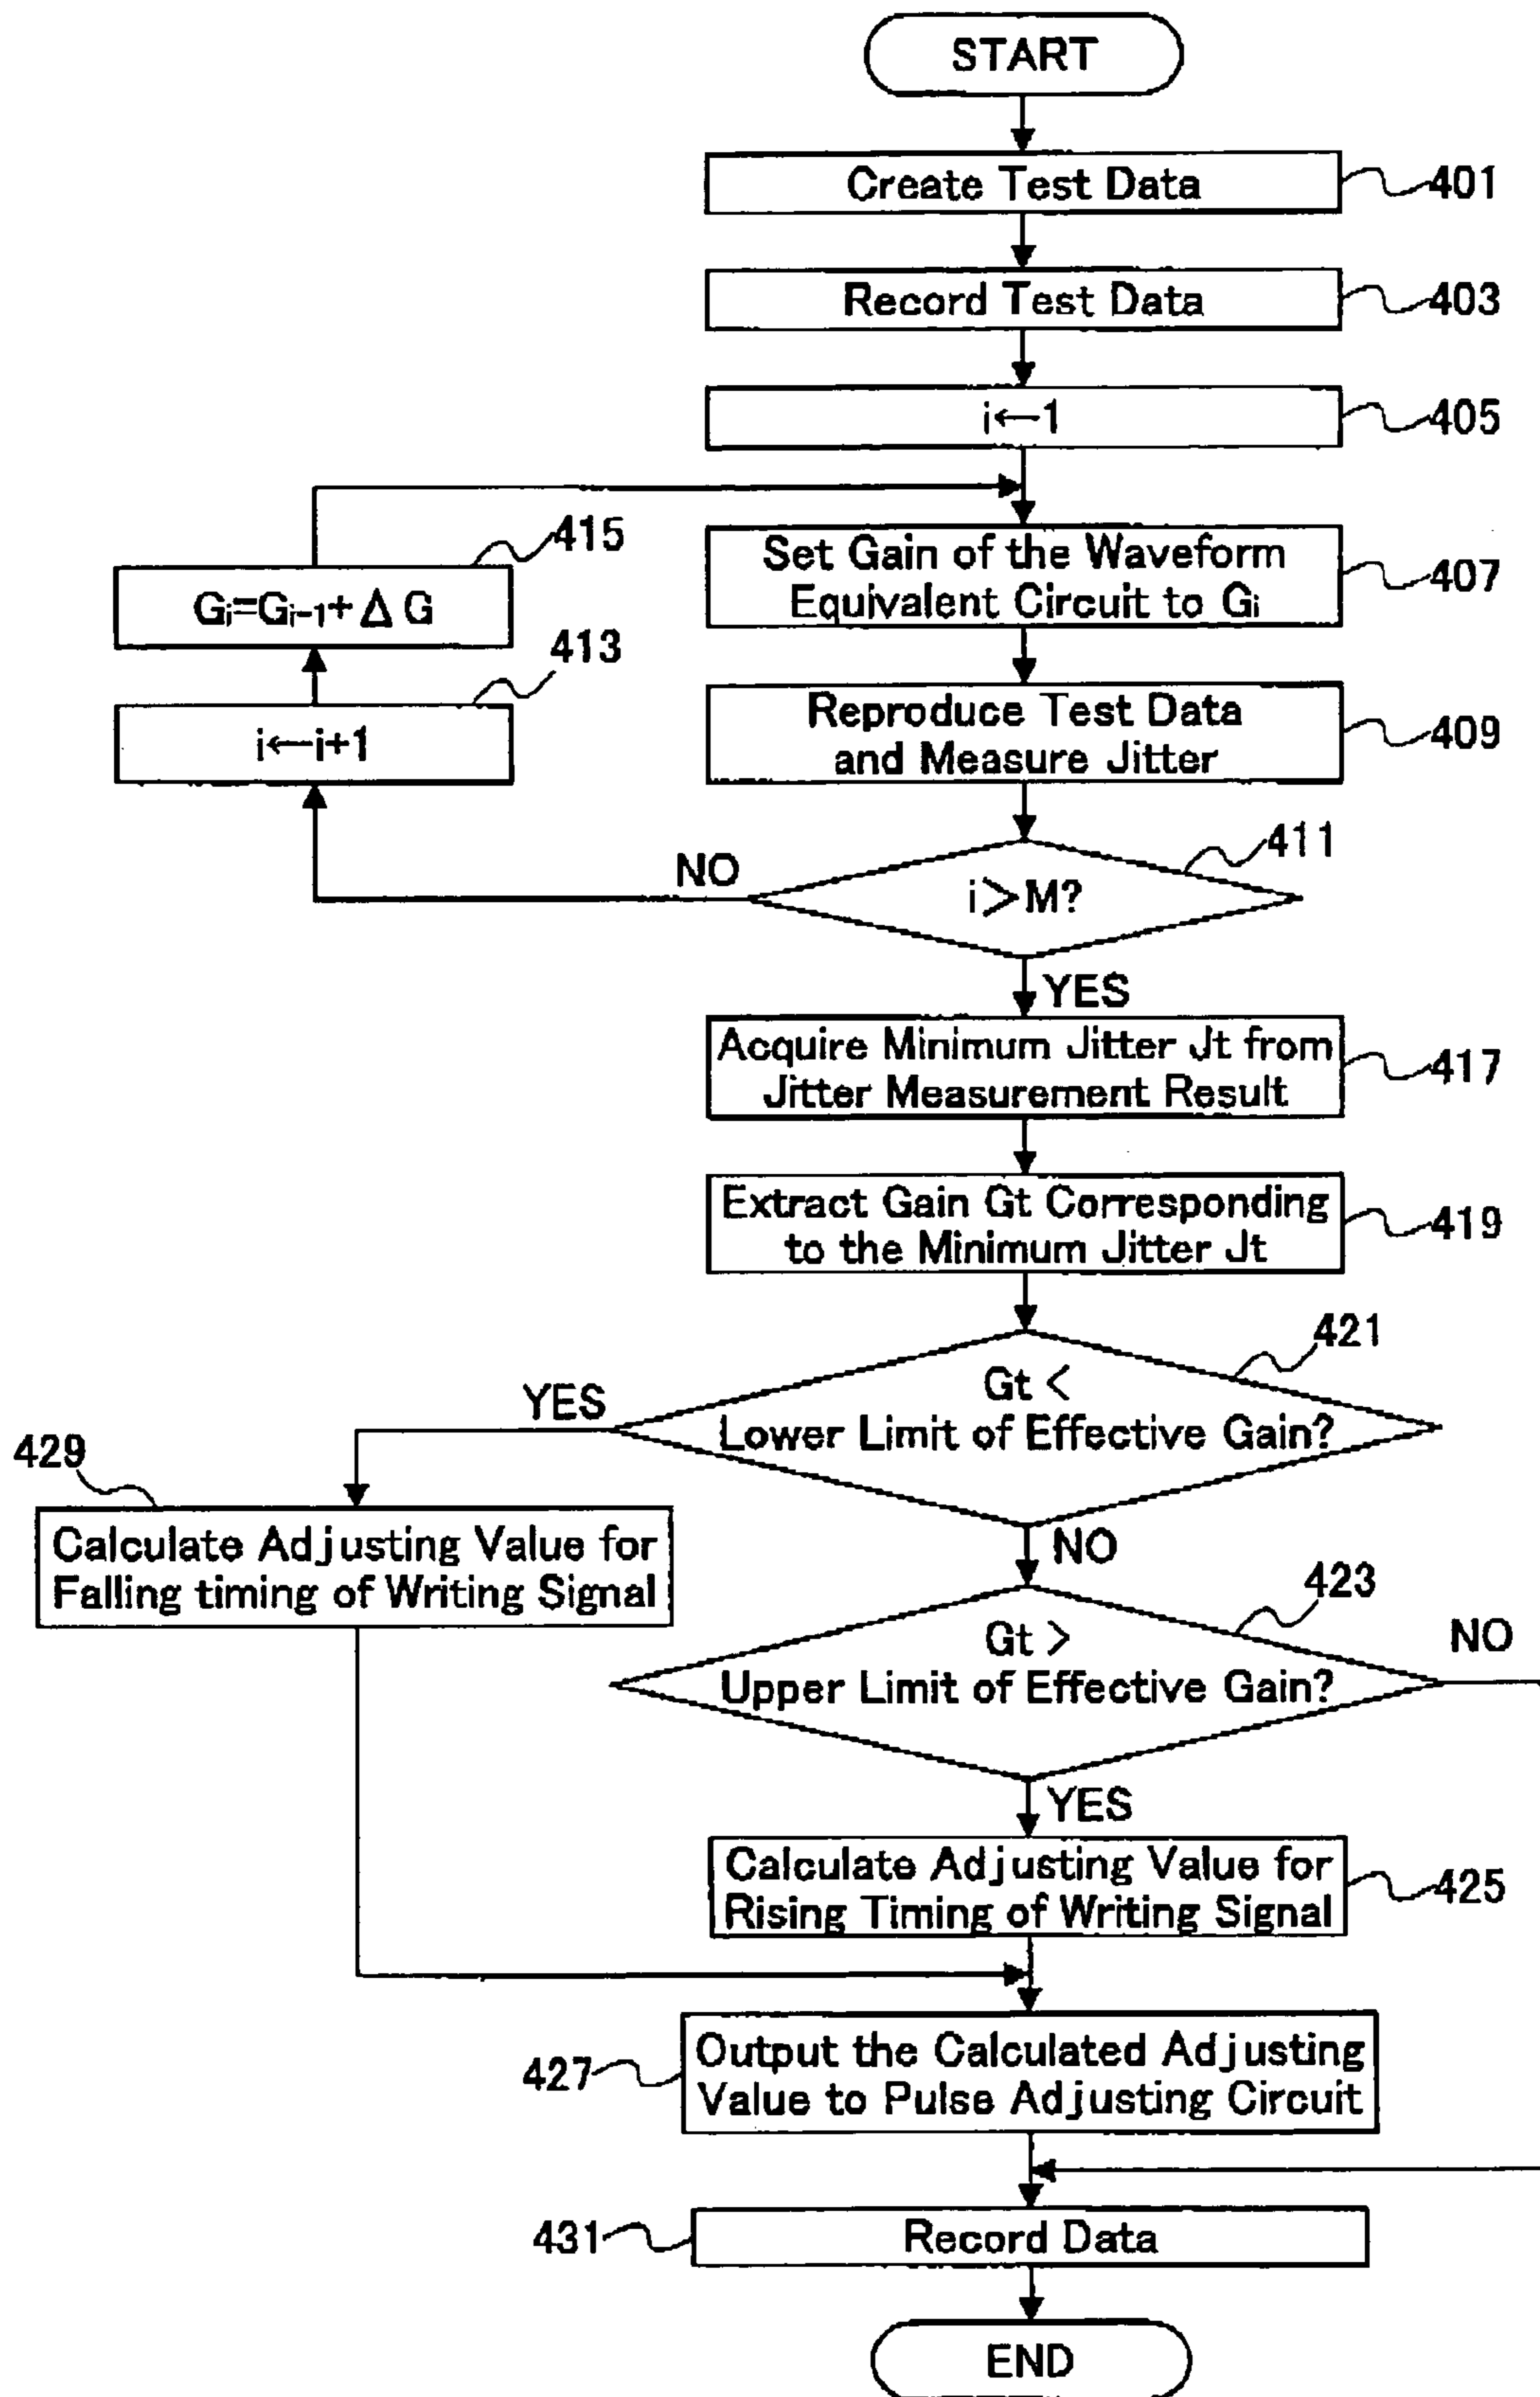 START
Create Test Data
401
Record Test Data
403
i←1
405
415
Gi=Gi-1+Δ G
Set Gain of the Waveform
Equivalent Circuit to Gi
407
413
i←i+1
Reproduce Test Data
and Measure Jitter
409
411
NO
i>M?
YES
Acquire Minimum Jitter Jt from
Jitter Measurement Result
417
Extract Gain Gt Corresponding
to the Minimum Jitter Jt
419
421
Gt <
Lower Limit of Effective Gain?
YES
429
Calculate Adjusting Value for
Falling timing of Writing Signal
NO
423
Gt >
Upper Limit of Effective Gain?
NO
YES
Calculate Adjusting Value for
Rising Timing of Writing Signal
425
427
Output the Calculated Adjusting
Value to Pulse Adjusting Circuit
431
Record Data
END